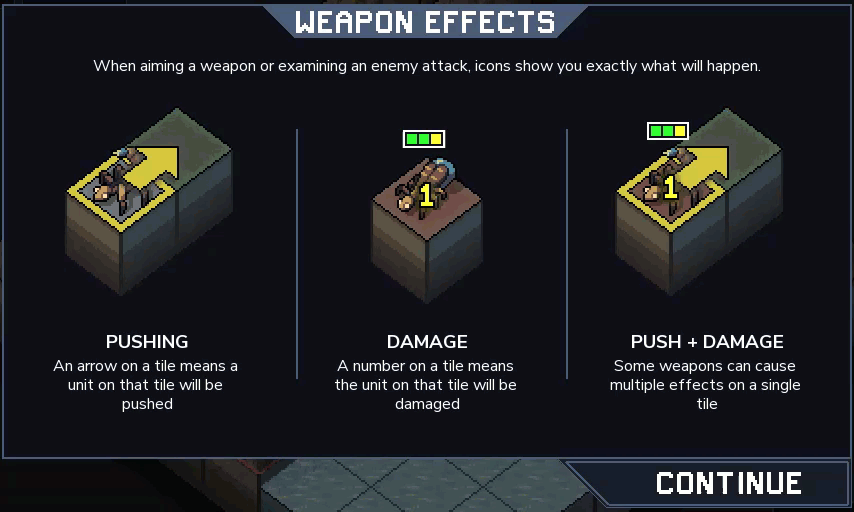 WEAPON EFFECTS
When aiming a weapon or examining an enemy attack, icons show you exactly what will happen.
1
1
PUSHING
An arrow on a tile means a
unit on that tile will be
pushed
DAMAGE
A number on a tile means
the unit on that tile will be
damaged
PUSH + DAMAGE
Some weapons can cause
multiple effects on a single
tile
CONTINUE